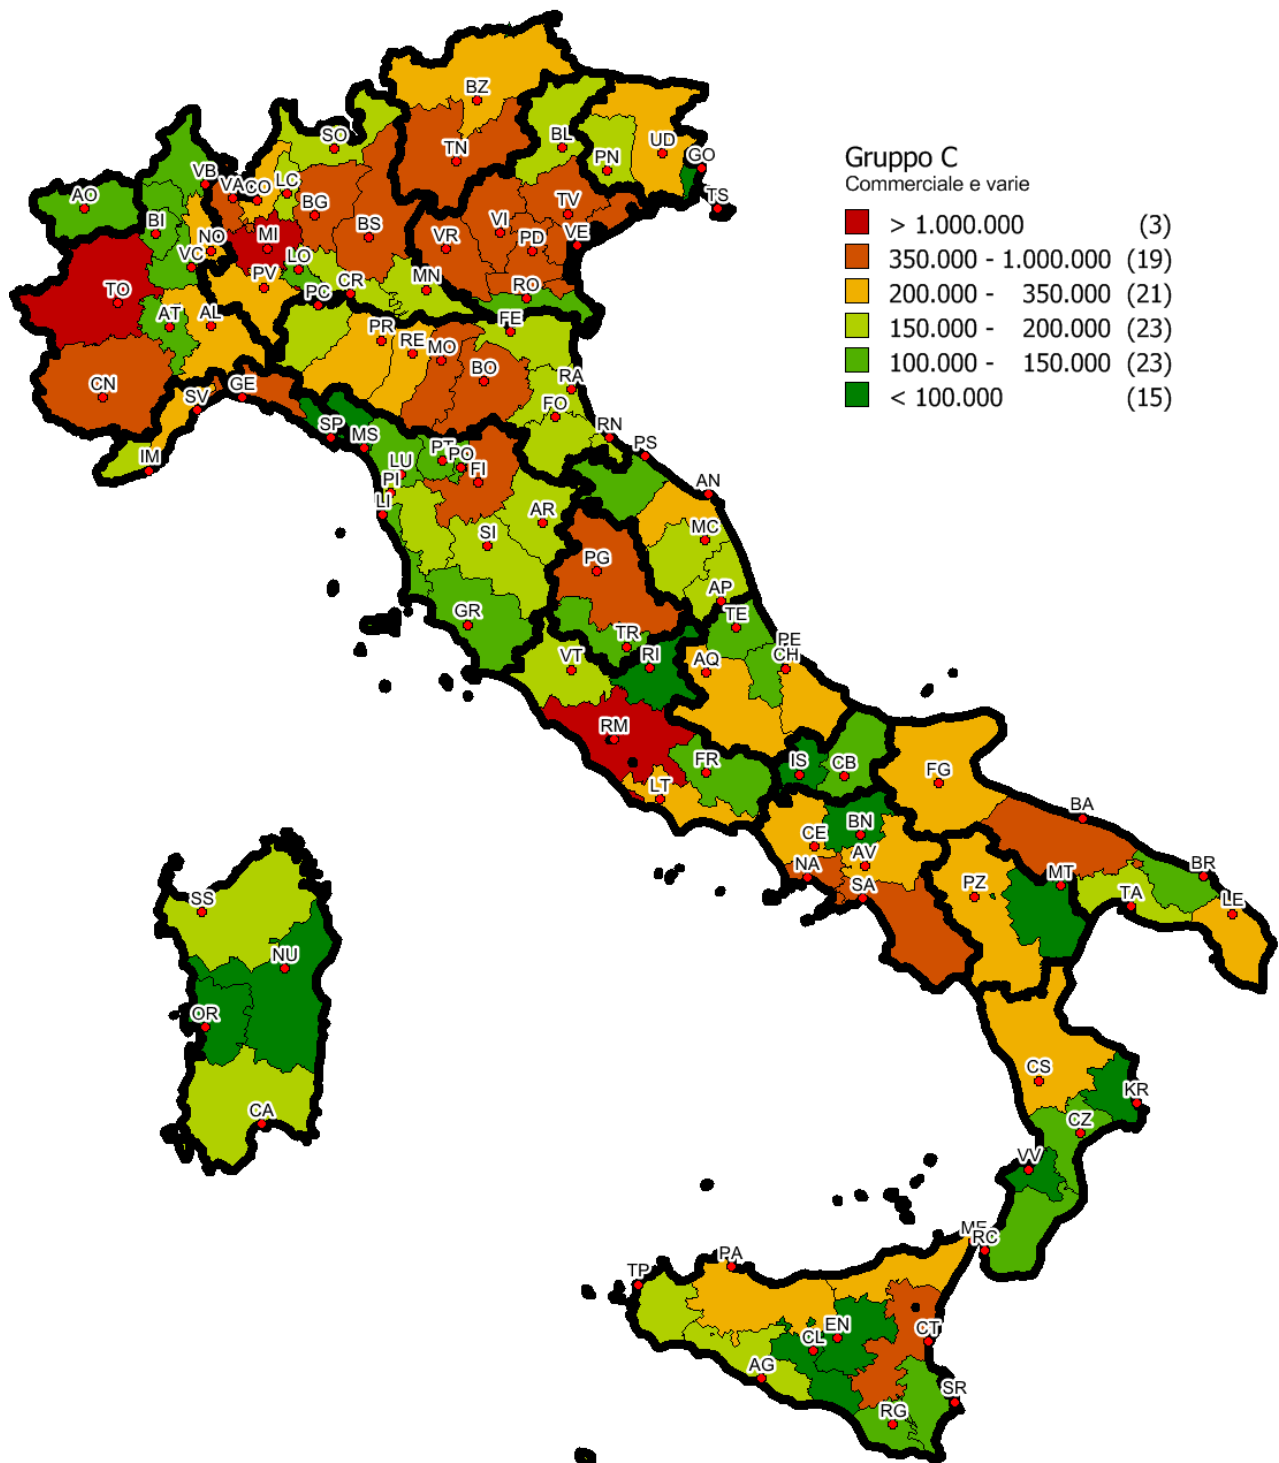 BZ
SO
TN
BL
PN
UD
GO
TS
Gruppo C
Commerciale e varie
> 1.000.000 (3)
350.000 - 1.000.000 (19)
200.000 - 350.000 (21)
150.000 - 200.000 (23)
100.000 - 150.000 (23)
< 100.000 (15)
AO
VB
VA
CO
LC
BG
BS
BI
NO
MI
VR
VI
TV
PD
VE
VC
LO
TO
PV
CR
MN
RO
PC
AT
AL
PR
RE
MO
FE
BO
RA
CN
SV
GE
FO
IM
SP
MS
RN
PS
LU
PT
PO
FI
PI
LI
AR
AN
SI
MC
PG
AP
GR
TR
TE
VT
RI
AQ
PE
CH
RM
FR
IS
CB
FG
LT
BA
CE
BN
NA
AV
SA
PZ
MT
BR
TA
LE
SS
NU
OR
CA
CS
KR
CZ
VV
ME
RC
TP
PA
EN
CL
CT
AG
SR
RG